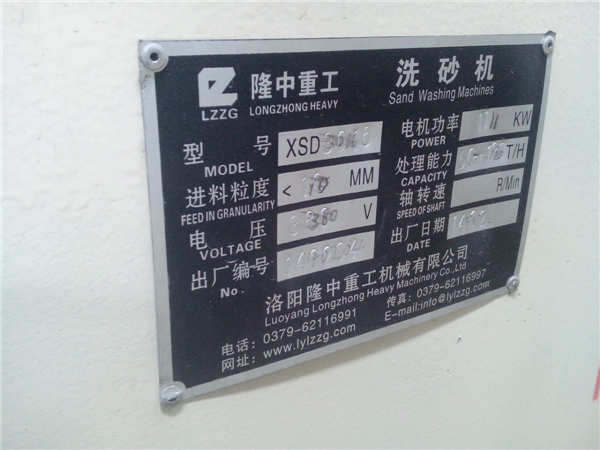 LZZG
隆中重工
LONGZHONG HEAVY
洗砂机
Sand Washing Machines
型号 XSD
MODEL
电机功率 KW
POWER
进料粒度 < 10 MM
FEED IN GRANULARITY
处理能力 T/H
CAPACITY
电压 380 V
VOLTAGE
轴转速 R/Min
SPEED OF SHAFT
出厂编号
No.
出厂日期
DATE
洛阳隆中重工机械有限公司
Luoyang Longzhong Heavy Machinery Co.,Ltd
电话: 0379-62116991 传真: 0379-62116997
网址: www.lylzzg.com E-mail:info@lylzzg.com